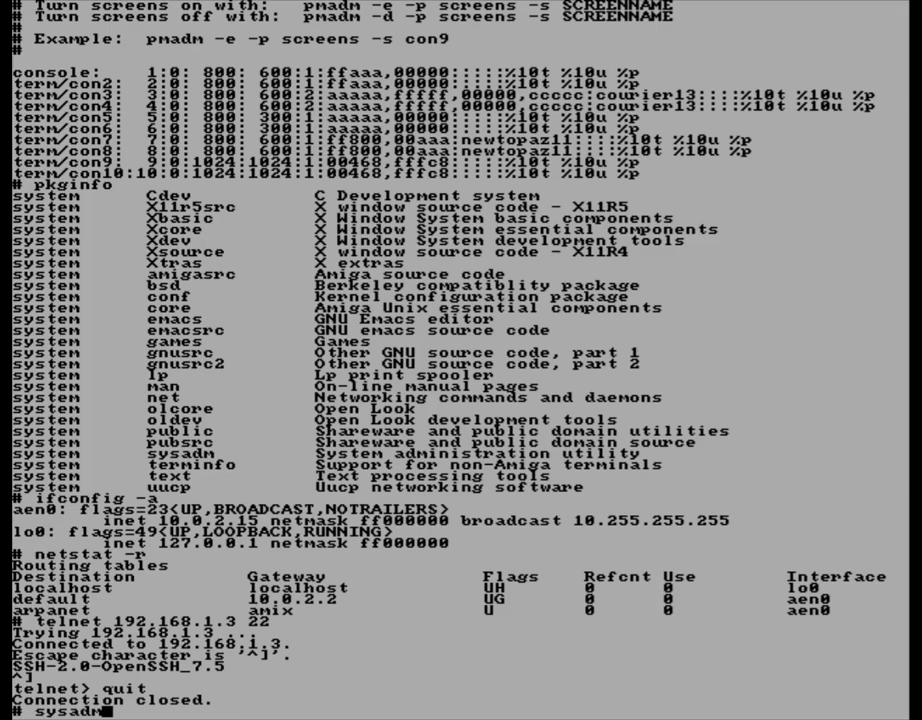 # Turn screens on with:   pmadm -e -p screens -s SCREENNAME
# Turn screens off with:  pmadm -d -p screens -s SCREENNAME
#
# Example:  pmadm -e -p screens -s con9
#
console:     1:0: 800: 600:1:ffaaa,00000:::::%10t %10u %p
term/con2:   2:0: 800: 600:1:ffaaa,00000:::::%10t %10u %p
term/con3:   3:0: 800: 600:2:aaaaa,fffff,00000,ccccc:courier13::::%10t %10u %p
term/con4:   4:0: 800: 600:2:aaaaa,fffff,00000,ccccc:courier13::::%10t %10u %p
term/con5:   5:0: 800: 300:1:aaaaa,00000:::::%10t %10u %p
term/con6:   6:0: 800: 300:1:aaaaa,00000:::::%10t %10u %p
term/con7:   7:0: 800: 600:1:ff800,00aaa:newtopaz11::::%10t %10u %p
term/con8:   8:0: 800: 600:1:ff800,00aaa:newtopaz11::::%10t %10u %p
term/con9:   9:0:1024:1024:1:00468,fffc8:::::%10t %10u %p
term/con10:10:0:1024:1024:1:00468,fffc8:::::%10t %10u %p
# pkginfo
system      Cdev           C Development system
system      X11r5src       X window source code - X11R5
system      Xbasic         X Window System basic components
system      Xcore          X Window System essential components
system      Xdev           X Window System development tools
system      Xsource        X window source code - X11R4
system      Xtras          X extras
system      amigasrc       Amiga source code
system      bsd            Berkeley compatiblity package
system      conf           Kernel configuration package
system      core           Amiga Unix essential components
system      emacs          GNU Emacs editor
system      emacsrc        GNU emacs source code
system      games          Games
system      gnusrc         Other GNU source code, part 1
system      gnusrc2        Other GNU source code, part 2
system      lp             Lp print spooler
system      man            On-line manual pages
system      net            Networking commands and daemons
system      olcore         Open Look
system      oldev          Open Look development tools
system      public         Shareware and public domain utilities
system      pubsrc         Shareware and public domain source
system      sysadm         System administration utility
system      terminfo       Support for non-Amiga terminals
system      text           Text processing tools
system      uucp           Uucp networking software
# ifconfig -a
aen0: flags=23<UP,BROADCAST,NOTRAILERS>
        inet 10.0.2.15 netmask ff000000 broadcast 10.255.255.255
lo0: flags=49<UP,LOOPBACK,RUNNING>
        inet 127.0.0.1 netmask ff000000
# netstat -r
Routing tables
Destination          Gateway              Flags    Refcnt Use        Interface
localhost            localhost            UH       0      0          lo0
default              10.0.2.2             UG       0      0          aen0
arpanet              amix                 U        0      0          aen0
# telnet 192.168.1.3 22
Trying 192.168.1.3 ...
Connected to 192.168.1.3.
Escape character is '^]'.
SSH-2.0-OpenSSH_7.5
^]
telnet> quit
Connection closed.
# sysadm